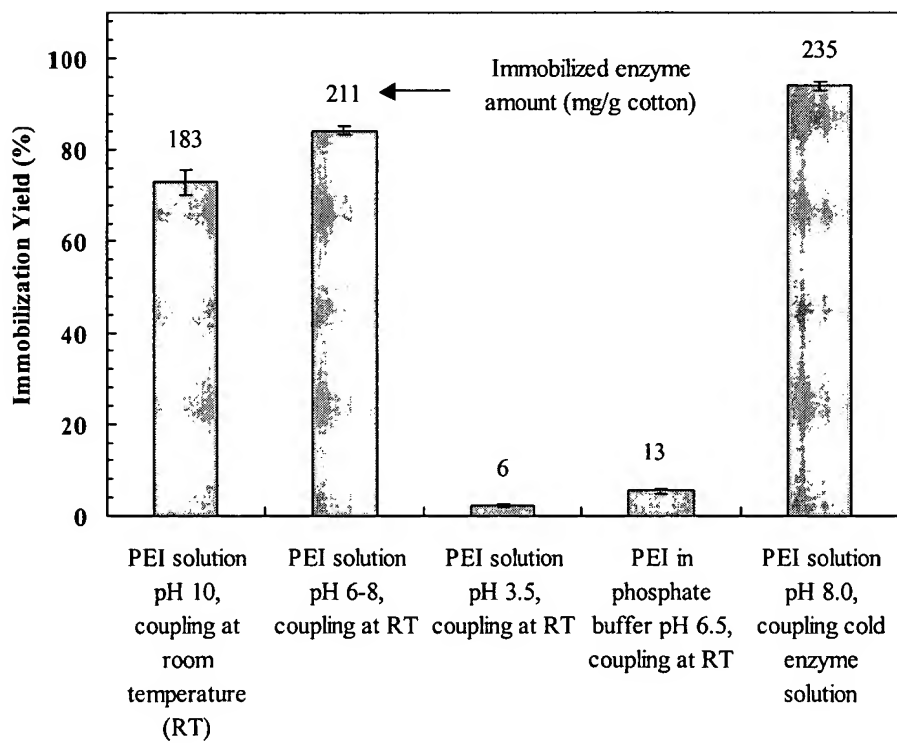 Immobilization Yield (%)
100
80
60
40
20
0
183
211
6
13
235
Immobilized enzyme
amount (mg/g cotton)
PEI solution
pH 10,
coupling at
room
temperature
(RT)
PEI solution
pH 6-8,
coupling at RT
PEI solution
pH 3.5,
coupling at RT
PEI in
phosphate
buffer pH 6.5,
coupling at RT
PEI solution
pH 8.0,
coupling cold
enzyme
solution